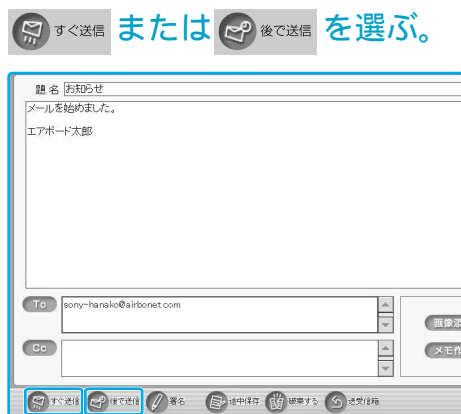 すぐ送信 または 後で送信 を選ぶ。
題名 お知らせ
メールを始めました。
エアボード太郎
To sony-hanako@airbonet.com
画像添
Cc
メモ作
すぐ送信 後で送信 署名 途中保存 破棄する 送受信箱